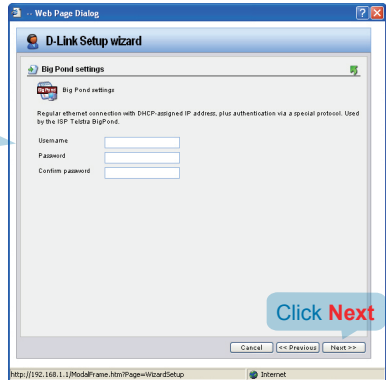 -- Web Page Dialog
D-Link Setup wizard
Big Pond settings
Big Pond
Big Pond settings
Regular ethernet connection with DHCP-assigned IP address, plus authentication via a special protocol. Used
by the ISP Telstra BigPond.
Username
Password
Confirm password
Click Next
Cancel
<< Previous
Next >>
http://192.168.1.1/ModalFrame.htm?Page=WizardSetup
Internet